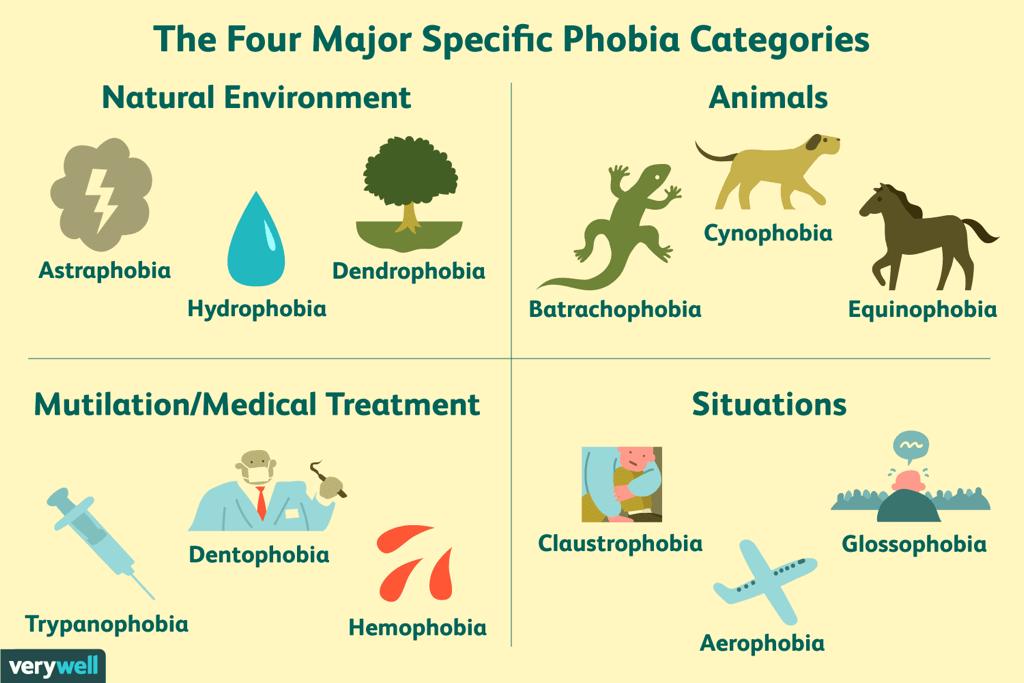 The Four Major Specific Phobia Categories
Natural Environment
Astraphobia
Hydrophobia
Dendrophobia
Animals
Batrachophobia
Cynophobia
Equinophobia
Mutilation/Medical Treatment
Trypanophobia
Dentophobia
Hemophobia
Situations
Claustrophobia
Aerophobia
Glossophobia
verywell